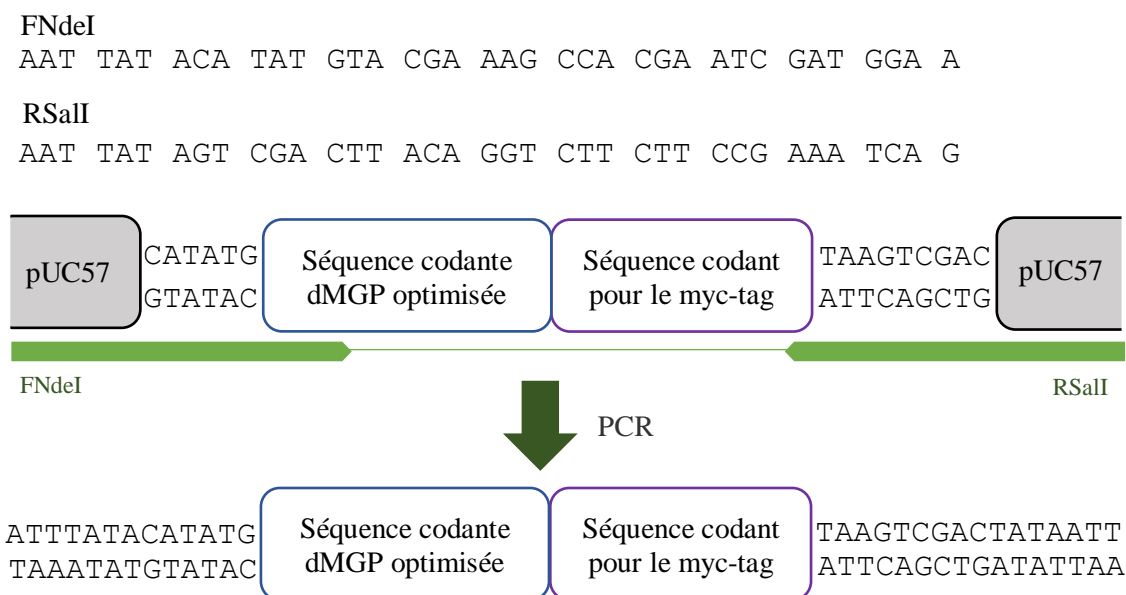 FNdeI
AAT TAT ACA TAT GTA CGA AAG CCA CGA ATC GAT GGA A
RSalI
AAT TAT AGT CGA CTT ACA GGT CTT CTT CCG AAA TCA G
pUC57
CATATG
GTATAC
Séquence codante
dMGP optimisée
Séquence codant
pour le myc-tag
TAAGTCGAC
ATTCAGCTG
pUC57
FNdeI
RSalI
PCR
ATTTATACATATG
TAAATATGTATAC
Séquence codante
dMGP optimisée
Séquence codant
pour le myc-tag
TAAGTCGACTATAATT
ATTCAGCTGATATTAA